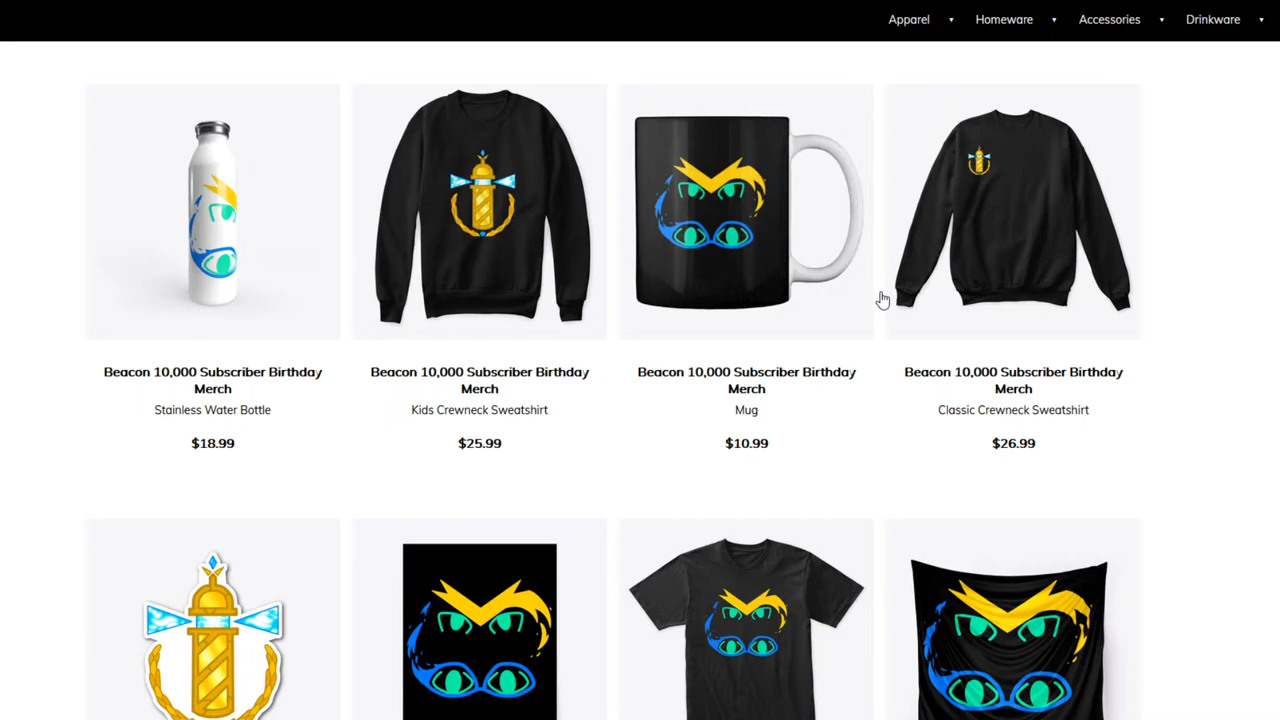 Apparel
Homeware
Accessories
Drinkware
Beacon 10,000 Subscriber Birthday
Merch
Stainless Water Bottle
$18.99
Beacon 10,000 Subscriber Birthday
Merch
Kids Crewneck Sweatshirt
$25.99
Beacon 10,000 Subscriber Birthday
Merch
Mug
$10.99
Beacon 10,000 Subscriber Birthday
Merch
Classic Crewneck Sweatshirt
$26.99